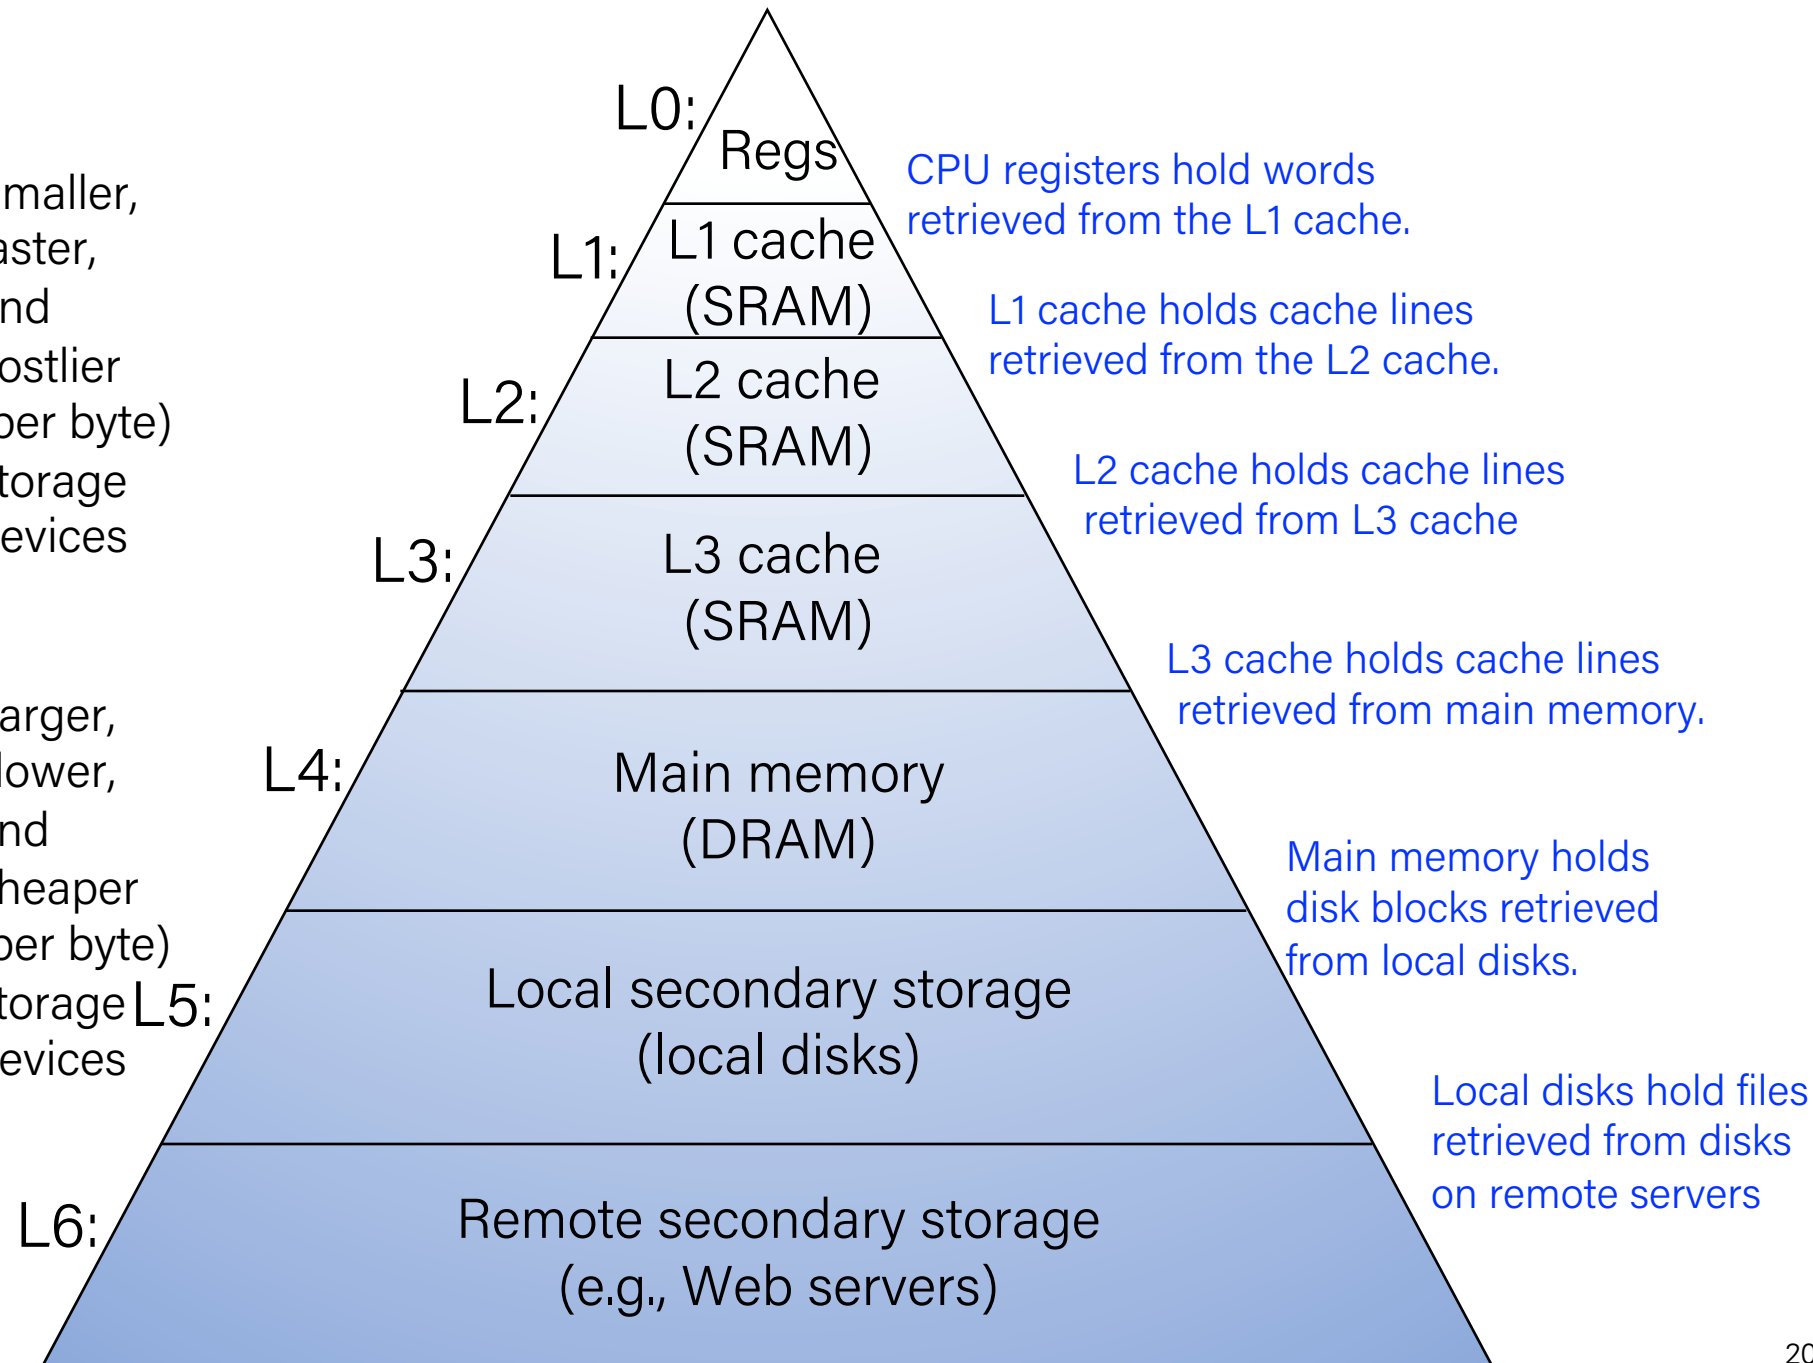 L0:
Regs
CPU registers hold words
retrieved from the L1 cache.
maller,
aster,
nd
ostlier
per byte)
torage
evices
L1:
L1 cache
(SRAM)
L1 cache holds cache lines
retrieved from the L2 cache.
L2:
L2 cache
(SRAM)
L2 cache holds cache lines
retrieved from L3 cache
L3:
L3 cache
(SRAM)
L3 cache holds cache lines
retrieved from main memory.
arger,
lower,
nd
heaper
per byte)
torage
evices
L4:
Main memory
(DRAM)
Main memory holds
disk blocks retrieved
from local disks.
L5:
Local secondary storage
(local disks)
Local disks hold files
retrieved from disks
on remote servers
L6:
Remote secondary storage
(e.g., Web servers)
20